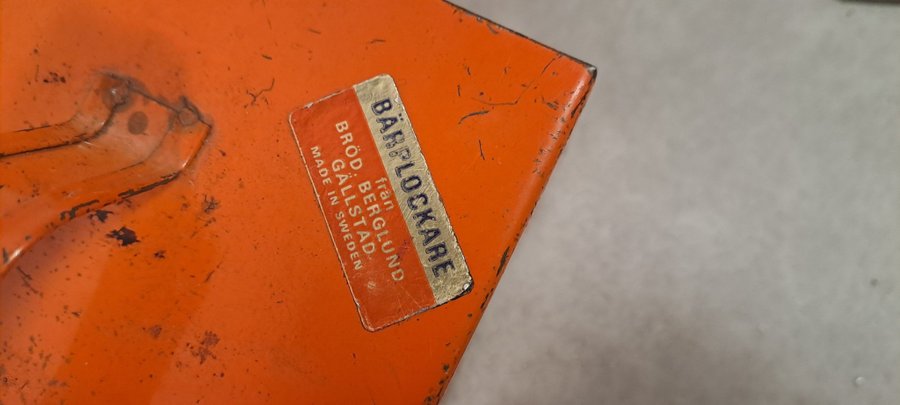 BÄRPLOCKARE
från
BRÖD. BERGLUND
GÄLLSTAD.
MADE IN SWEDEN